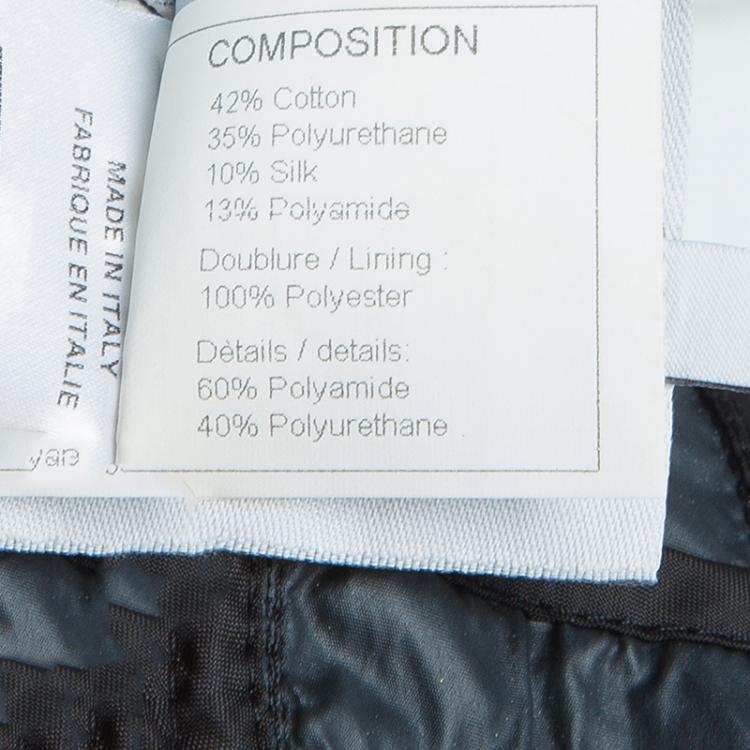 COMPOSITION
42% Cotton
35% Polyurethane
10% Silk
13% Polyamide
Doublure / Lining :
100% Polyester
Dètails / details:
60% Polyamide
40% Polyurethane
MADE IN ITALY
FABRIQUE EN ITALIE